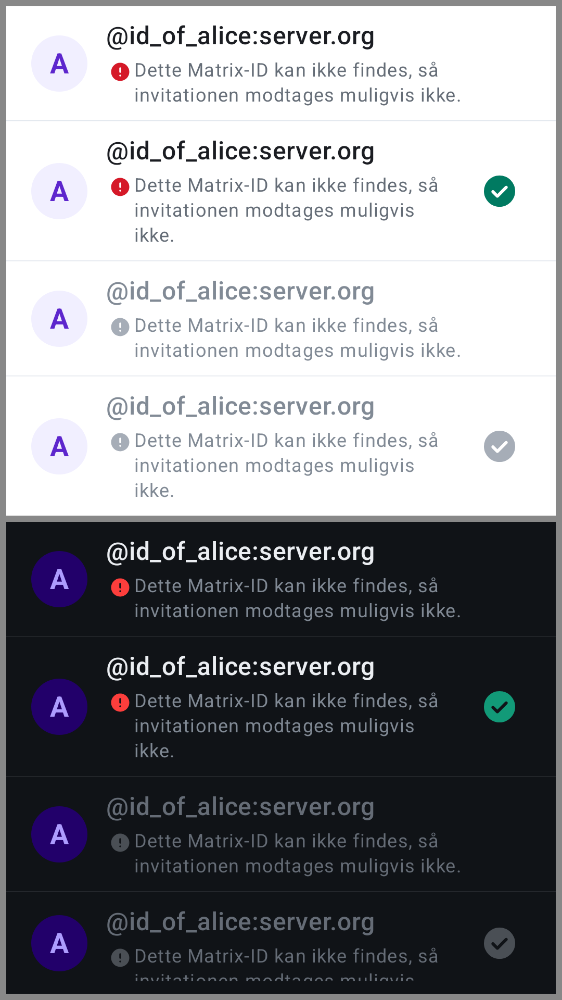 @id_of_alice:server.org
A
Dette Matrix-ID kan ikke findes, så
invitationen modtages muligvis ikke.
@id_of_alice:server.org
A
Dette Matrix-ID kan ikke findes, så
invitationen modtages muligvis
ikke.
@id_of_alice:server.org
A
Dette Matrix-ID kan ikke findes, så
invitationen modtages muligvis ikke.
@id_of_alice:server.org
A
Dette Matrix-ID kan ikke findes, så
invitationen modtages muligvis
ikke.
@id_of_alice:server.org
A
Dette Matrix-ID kan ikke findes, så
invitationen modtages muligvis ikke.
@id_of_alice:server.org
A
Dette Matrix-ID kan ikke findes, så
invitationen modtages muligvis
ikke.
@id_of_alice:server.org
A
Dette Matrix-ID kan ikke findes, så
invitationen modtages muligvis ikke.
@id_of_alice:server.org
A
Dette Matrix-ID kan ikke findes, så
invitationen modtages muligvis